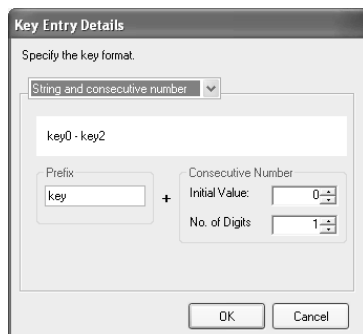 Key Entry Details
Specify the key format.
String and consecutive number
key0 - key2
Prefix
key
+
Consecutive Number
Initial Value: 0
No. of Digits 1
OK Cancel